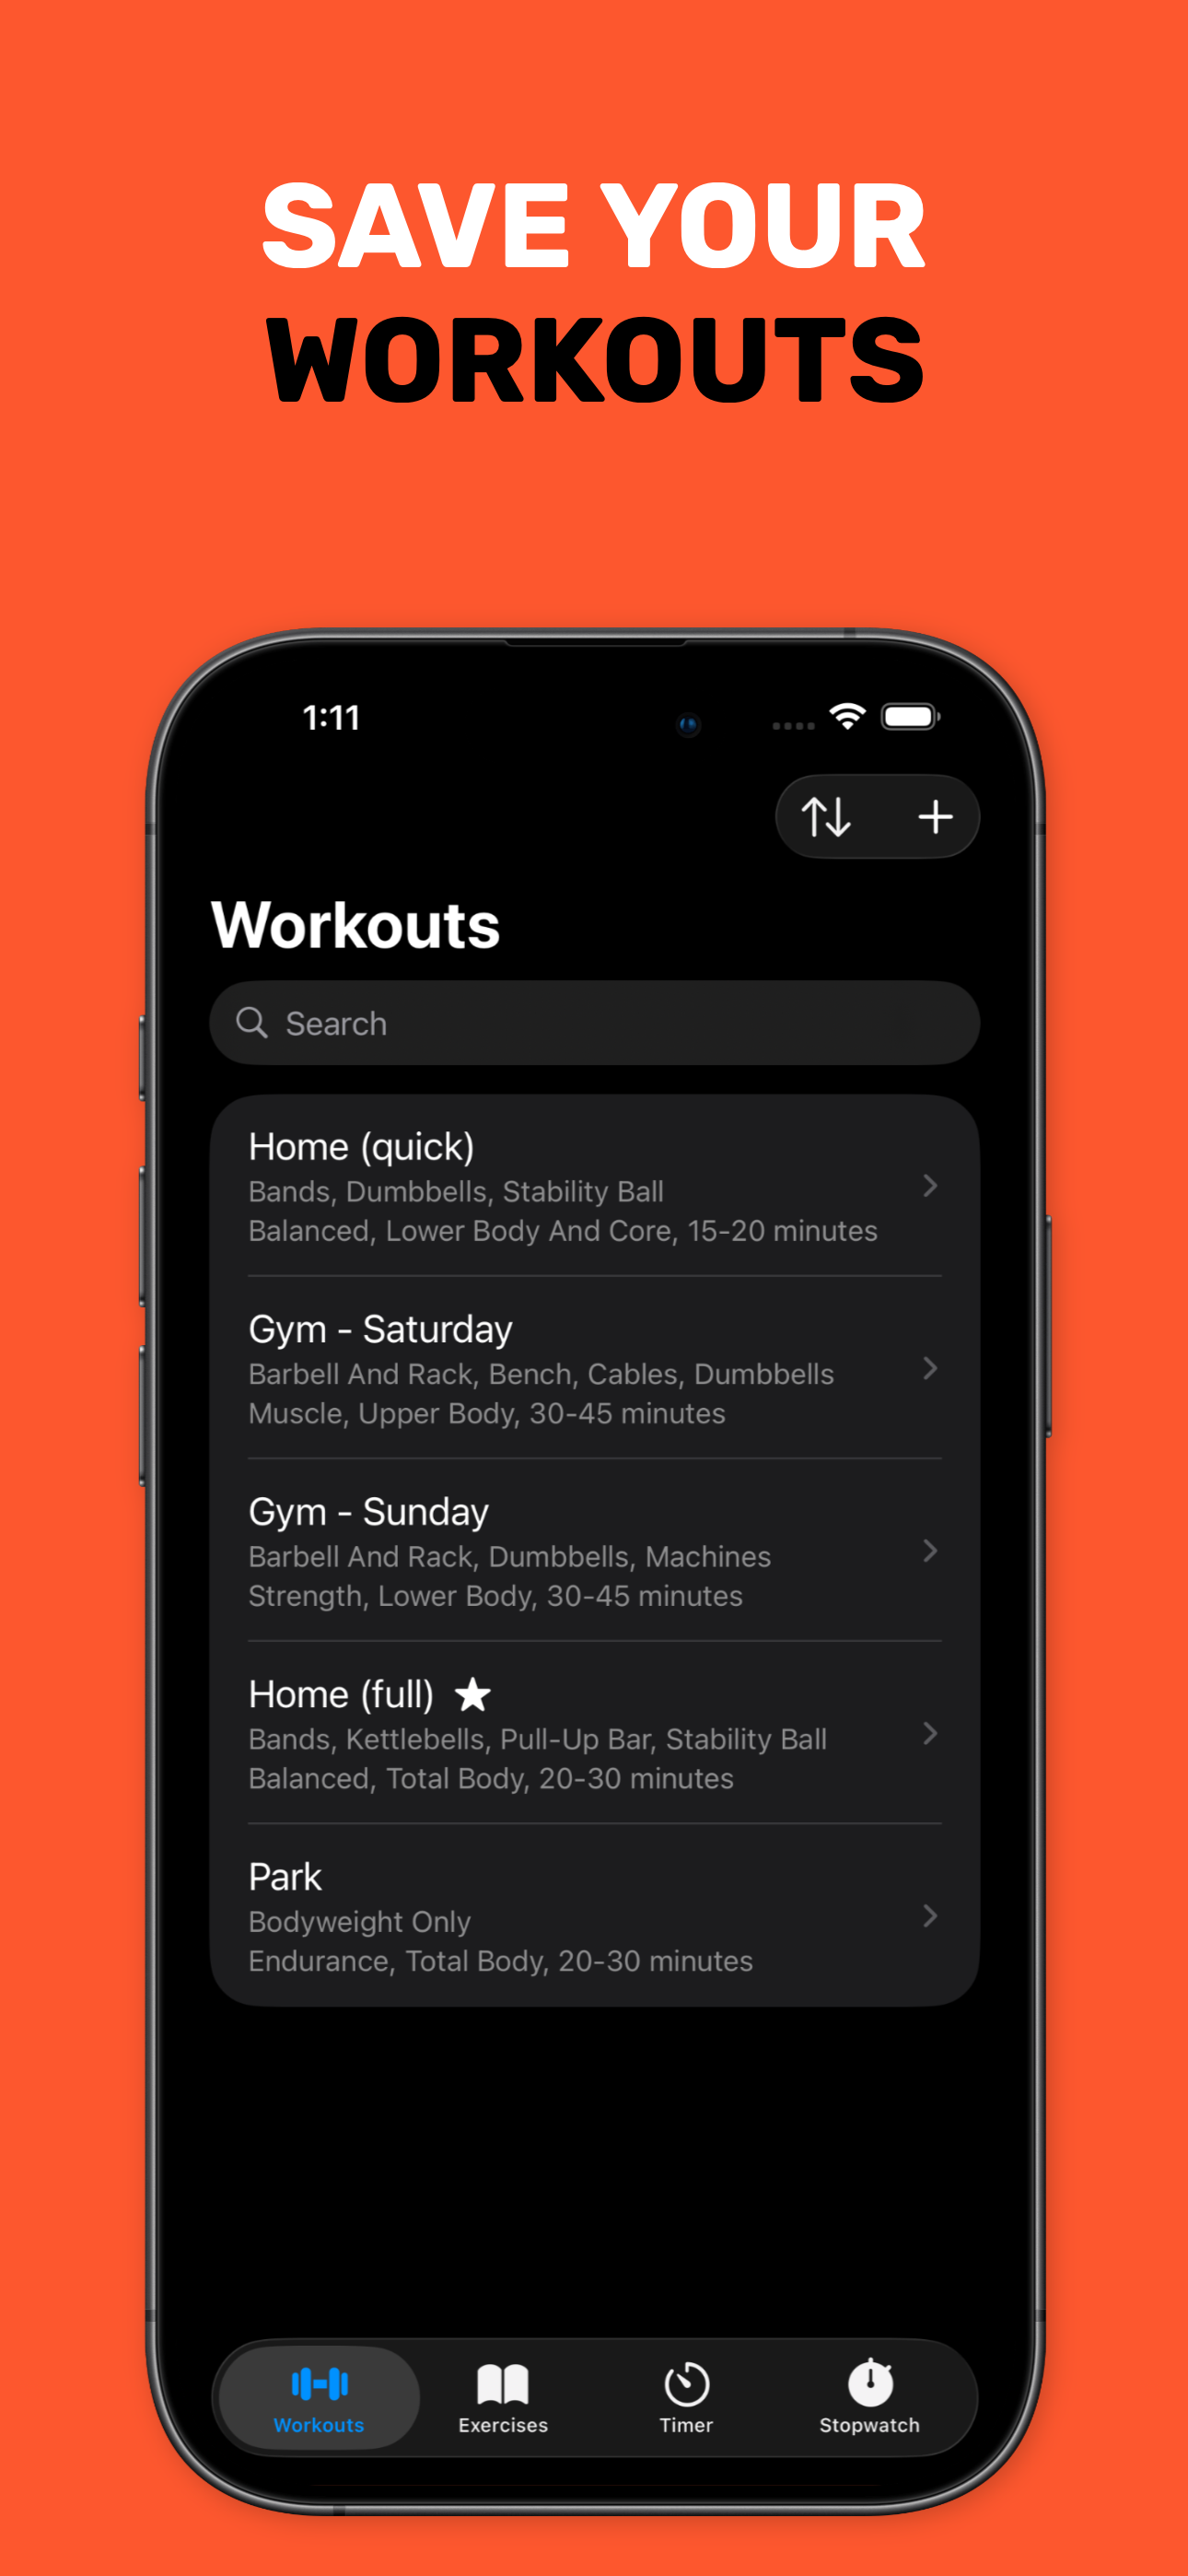 SAVE YOUR
WORKOUTS
1:11
Workouts
Search
Home (quick)
Bands, Dumbbells, Stability Ball
Balanced, Lower Body And Core, 15-20 minutes
Gym - Saturday
Barbell And Rack, Bench, Cables, Dumbbells
Muscle, Upper Body, 30-45 minutes
Gym - Sunday
Barbell And Rack, Dumbbells, Machines
Strength, Lower Body, 30-45 minutes
Home (full) ★
Bands, Kettlebells, Pull-Up Bar, Stability Ball
Balanced, Total Body, 20-30 minutes
Park
Bodyweight Only
Endurance, Total Body, 20-30 minutes
Workouts Exercises Timer Stopwatch